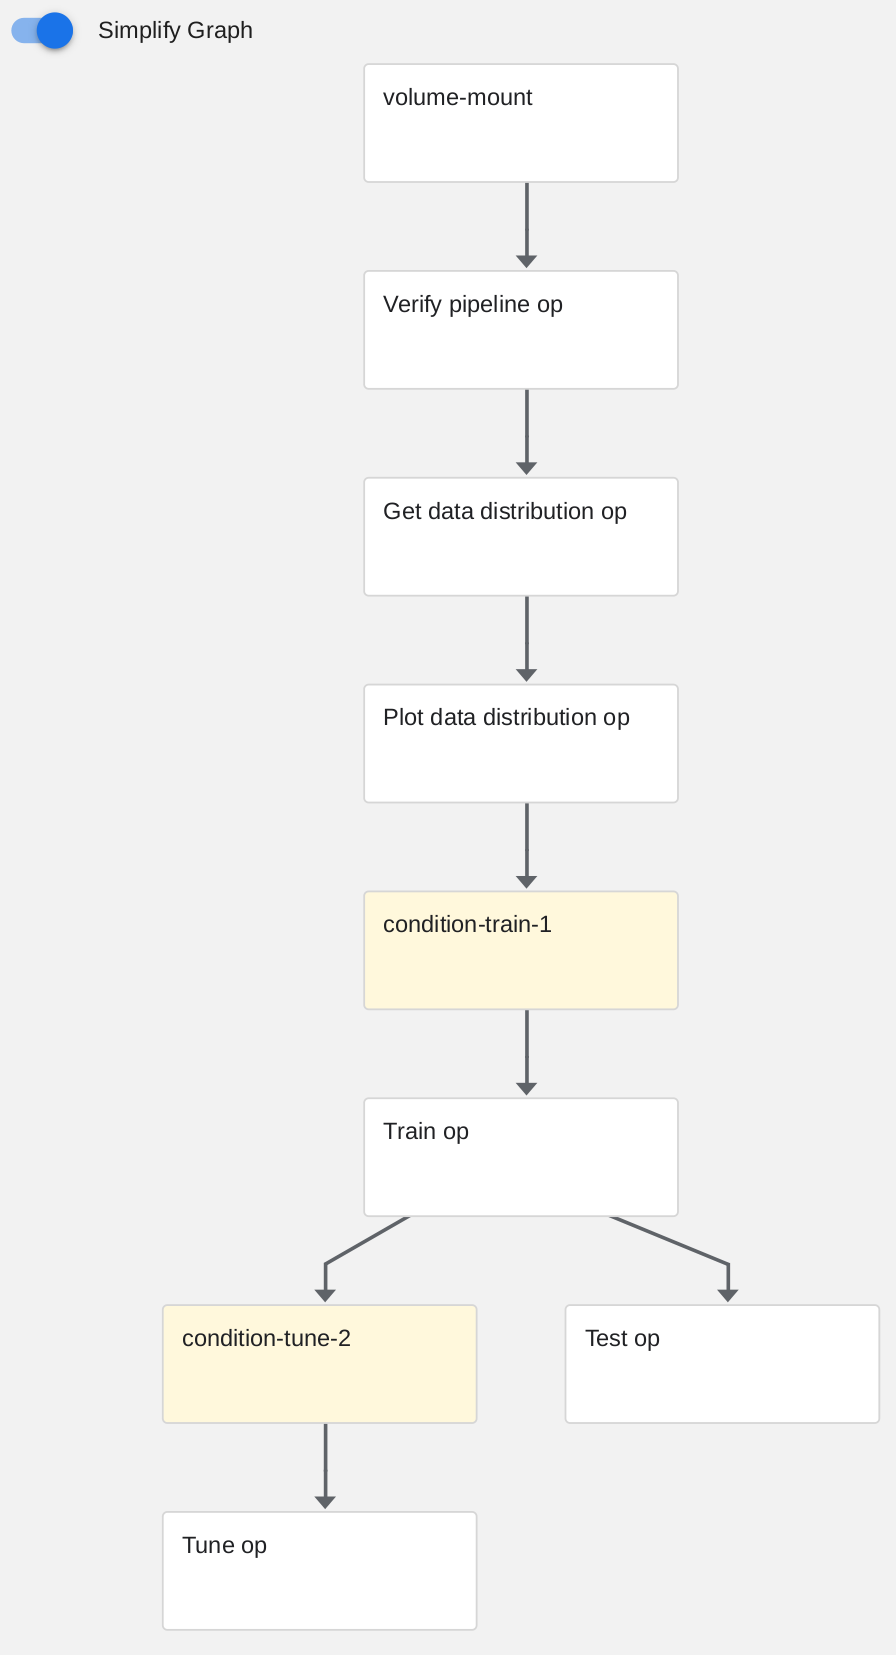 Simplify Graph
volume-mount
Verify pipeline op
Get data distribution op
Plot data distribution op
condition-train-1
Train op
condition-tune-2
Test op
Tune op